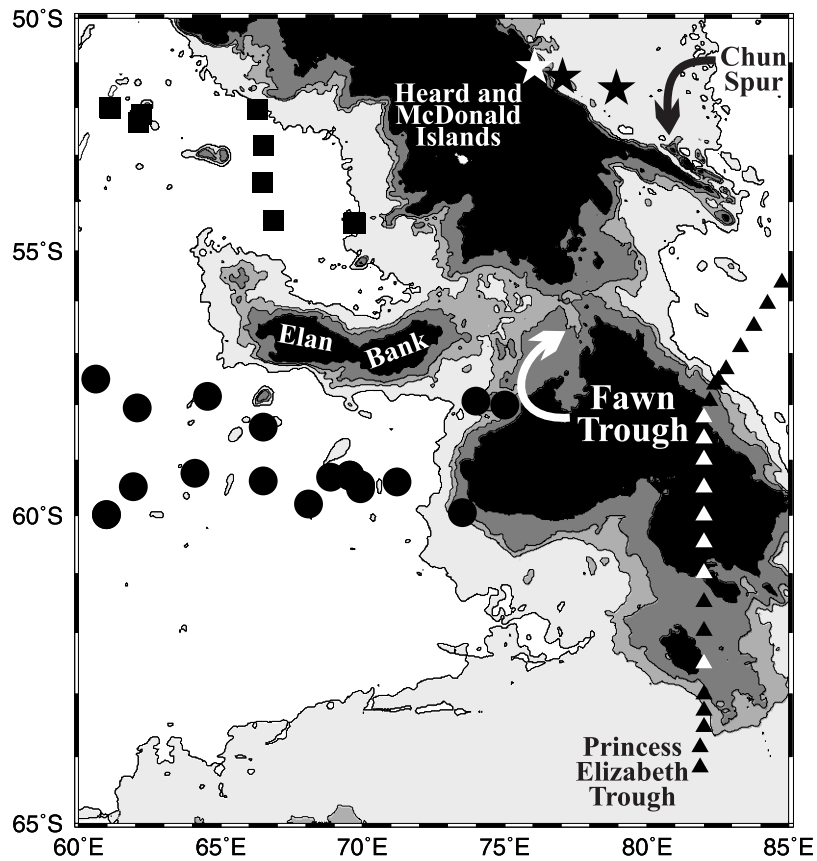 50˚S
55˚S
60˚S
65˚S
60˚E
65˚E
70˚E
75˚E
80˚E
85˚E
Heard and
McDonald
Islands
Chun
Spur
Elan
Bank
Fawn
Trough
Princess
Elizabeth
Trough